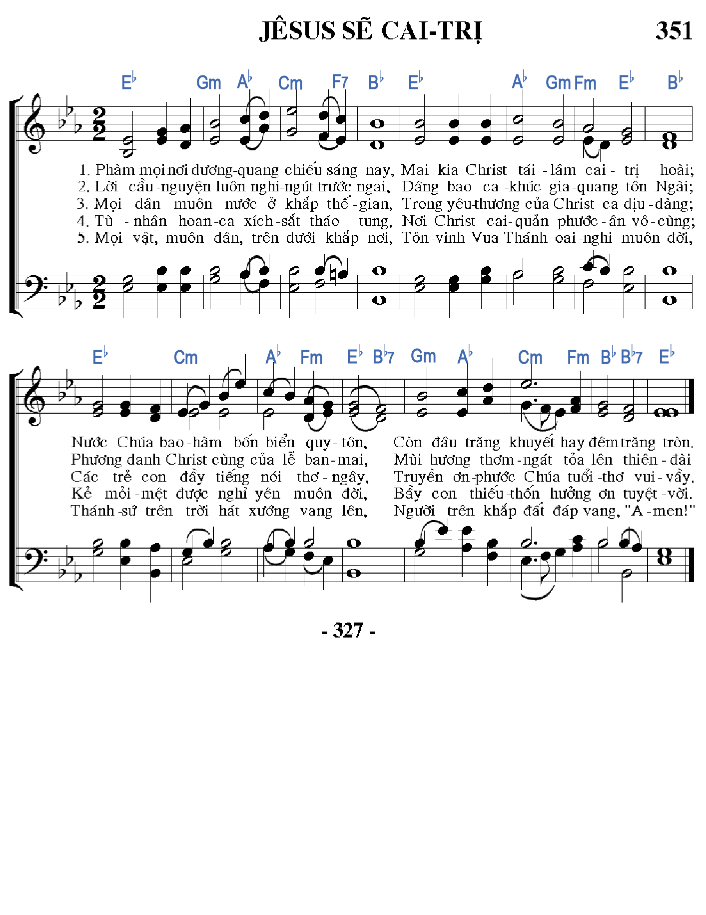 JÊSUS SẼ CAI-TRỊ 351
E♭ Gm A♭ Cm F7 B♭ E♭ A♭ Gm Fm E♭ B♭
1. Phàm mọi nơi dương-quang chiếu sáng nay, Mai kia Christ tái-lâm cai-trị hoài;
2. Lời cầu-nguyện luôn nghi-ngút trước ngai, Dâng bao ca-khúc gia quang tôn Ngài;
3. Mọi dân muôn nước ở khắp thế-gian, Trong yêu-thương của Christ ca dịu-dàng;
4. Tù-nhân hoan-ca xích-sắt tháo tung, Nơi Christ cai-quản phước-ân vô-cùng;
5. Mọi vật, muôn dân, trên dưới khắp nơi, Tôn vinh Vua Thánh oai nghi muôn đời,
E♭ Cm A♭ Fm E♭ B♭7 Gm A♭ Cm Fm B♭ B♭7 E♭
Nước Chúa bao-hàm bốn biển quy-tôn, Còn đâu trăng khuyết hay đêm trăng tròn.
Phương danh Christ cùng của lễ ban-mai, Mùi hương thơm-ngát tỏa lên thiên-đài
Các trẻ con đầy tiếng nói thơ-ngây, Truyền ơn-phước Chúa tuổi-thơ vui-vầy.
Kẻ mỏi-mệt được nghỉ yên muôn đời, Bầy con thiếu-thốn hưởng ơn tuyệt-vời.
Thánh-sứ trên trời hát xướng vang lên, Người trên khắp đất đáp vang, "A-men!"
- 327 -